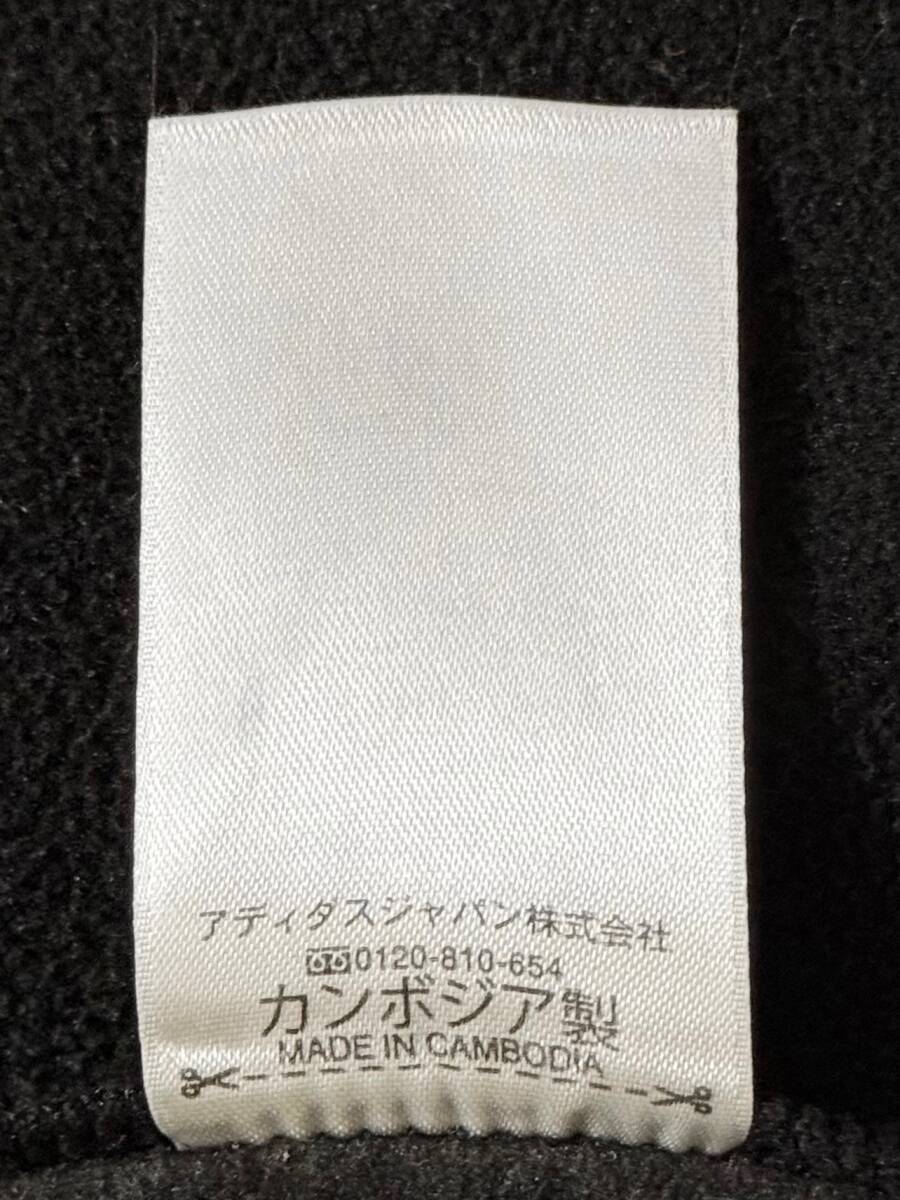 アディダスジャパン株式会社
0120-810-654
カンボジア製
MADE IN CAMBODIA